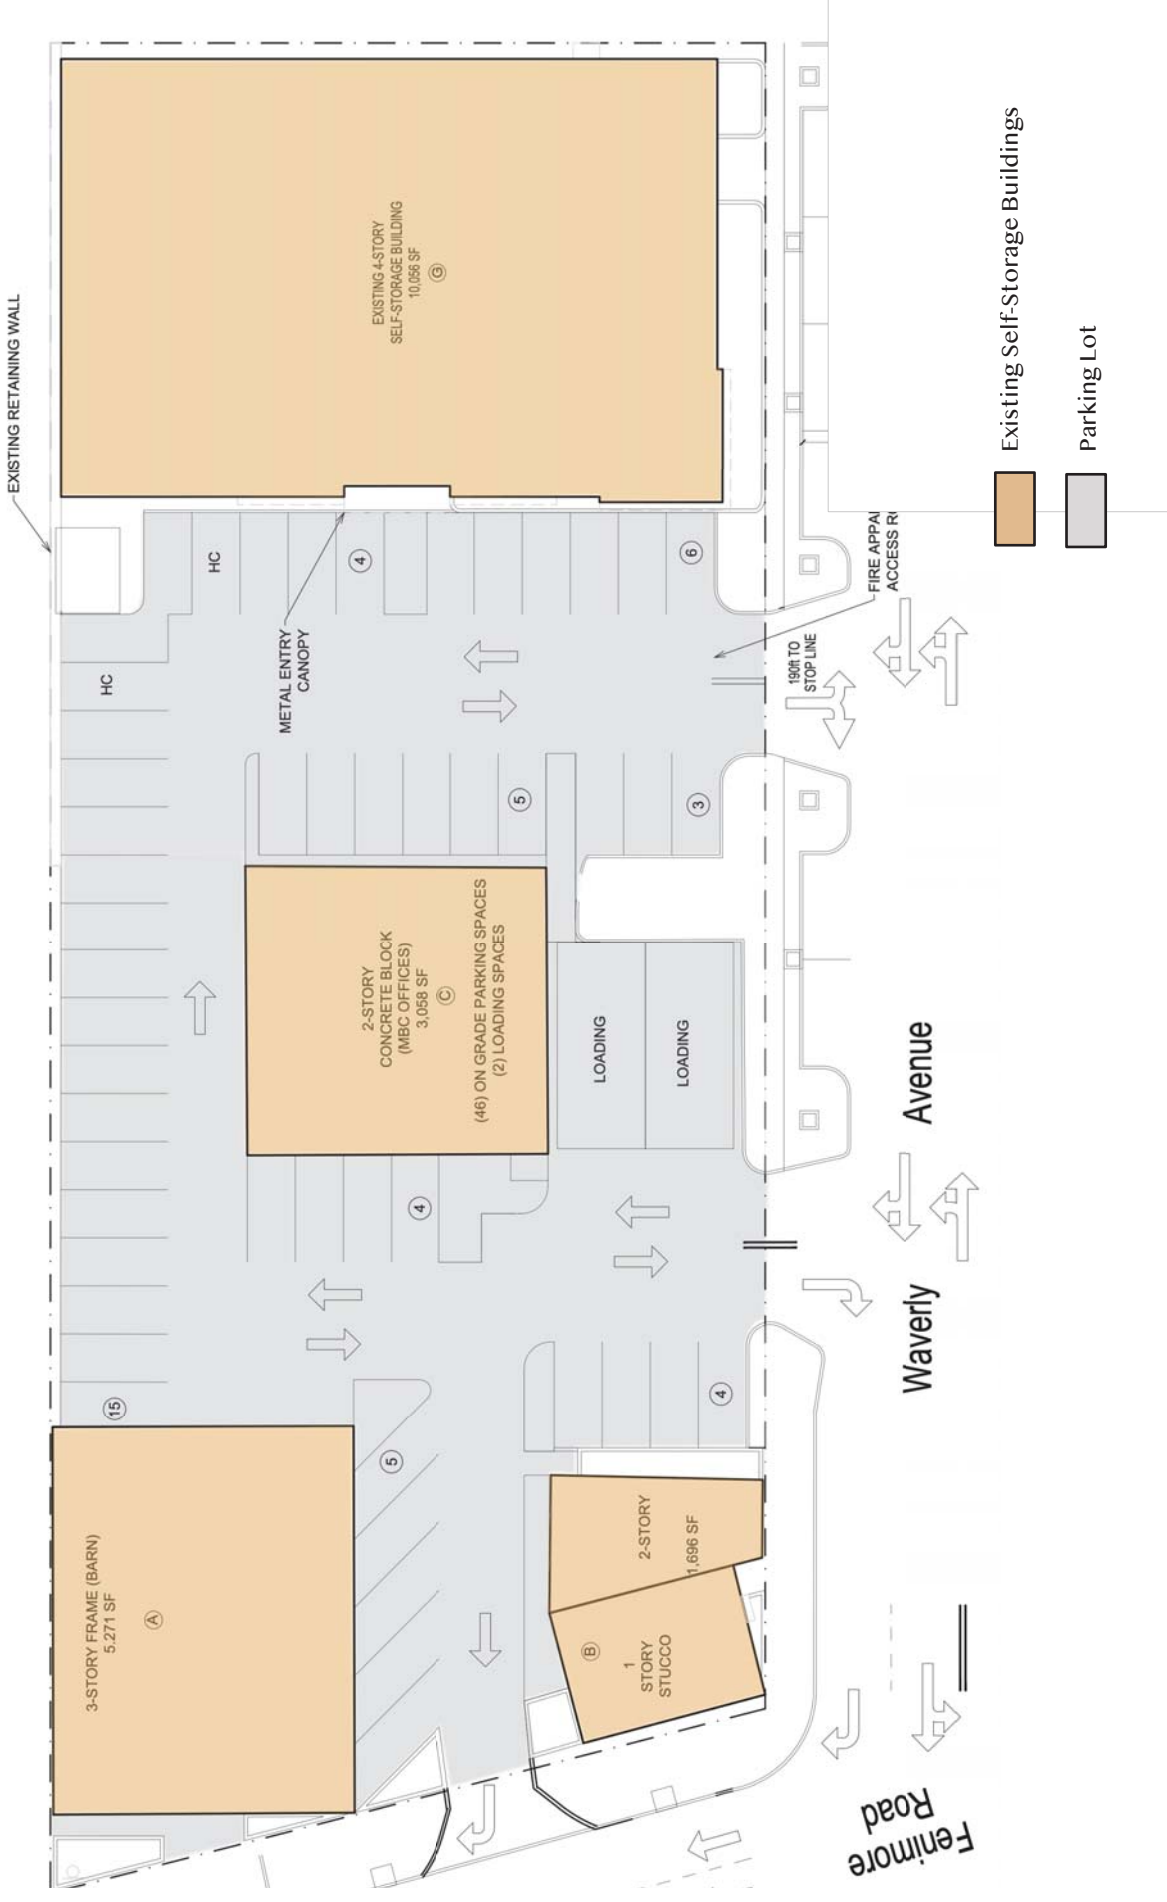 EXISTING RETAINING WALL
EXISTING 4-STORY
SELF-STORAGE BUILDING
10,056 SF
G
HC
4
6
HC
METAL ENTRY
CANOPY
FIRE APPA
ACCESS R
190ft TO
STOP LINE
5
3
2-STORY
CONCRETE BLOCK
(MBC OFFICES)
3,058 SF
C
(46) ON GRADE PARKING SPACES
(2) LOADING SPACES
LOADING
LOADING
4
15
5
4
3-STORY FRAME (BARN)
5.271 SF
A
2-STORY
1,696 SF
B
1
STORY
STUCCO
Waverly Avenue
Fenimore
Road
Existing Self-Storage Buildings
Parking Lot